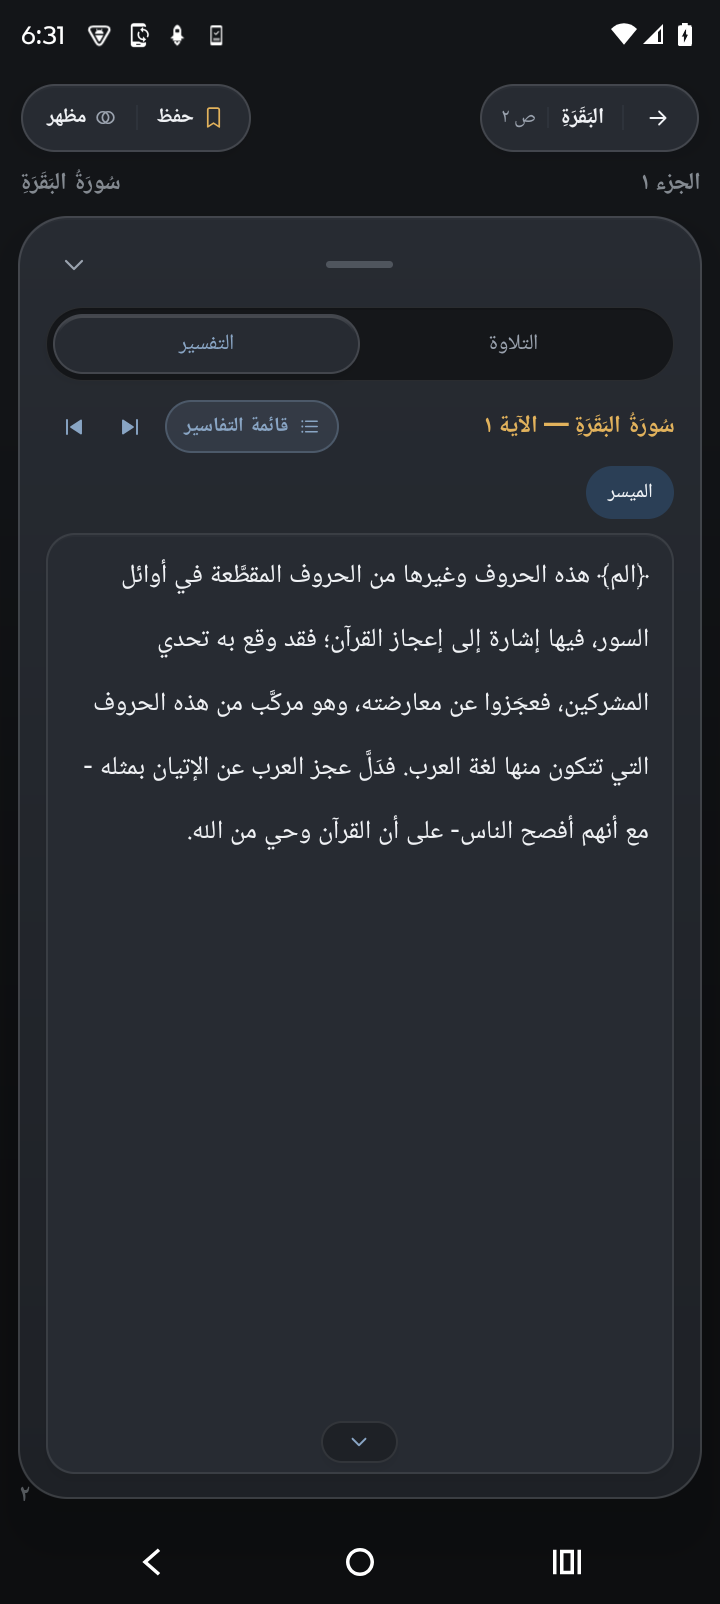 6:31
البَقَرَةِ ص ٢
حفظ مظهر
الجزء ١
سُورَةُ البَقَرَةِ
التلاوة
التفسير
سُورَةُ البَقَرَةِ — الآية ١
قائمة التفاسير
الميسر
﴿الم﴾ هذه الحروف وغيرها من الحروف المقطَّعة في أوائل
السور، فيها إشارة إلى إعجاز القرآن؛ فقد وقع به تحدي
المشركين، فعجَزوا عن معارضته، وهو مركَّب من هذه الحروف
التي تتكون منها لغة العرب. فدَلَّ عجز العرب عن الإتيان بمثله -
مع أنهم أفصح الناس- على أن القرآن وحي من الله.
٢